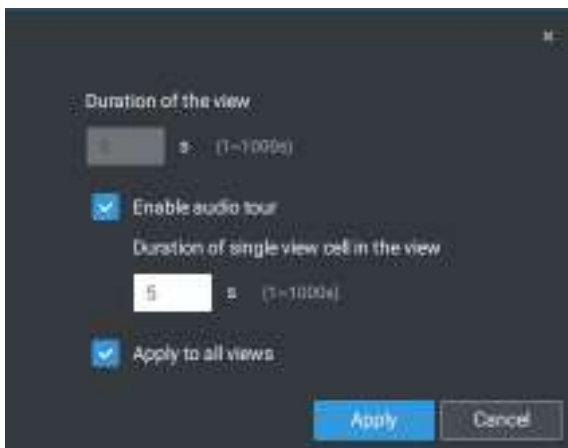 Duration of the view
s (1~1000s)
Enable audio tour
Duration of single view cell in the view
5 s (1~1000s)
Apply to all views
Apply Cancel